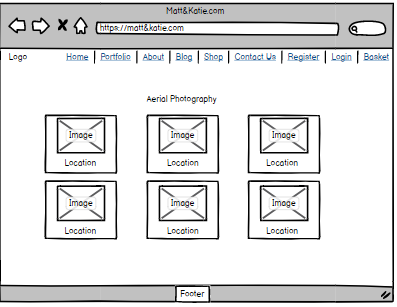 Matt&Katie.com
https://matt&katie.com
Logo Home Portfolio About Blog Shop Contact Us Register Login Basket
Aerial Photography
Image Image Image
Location Location Location
Image Image Image
Location Location Location
Footer